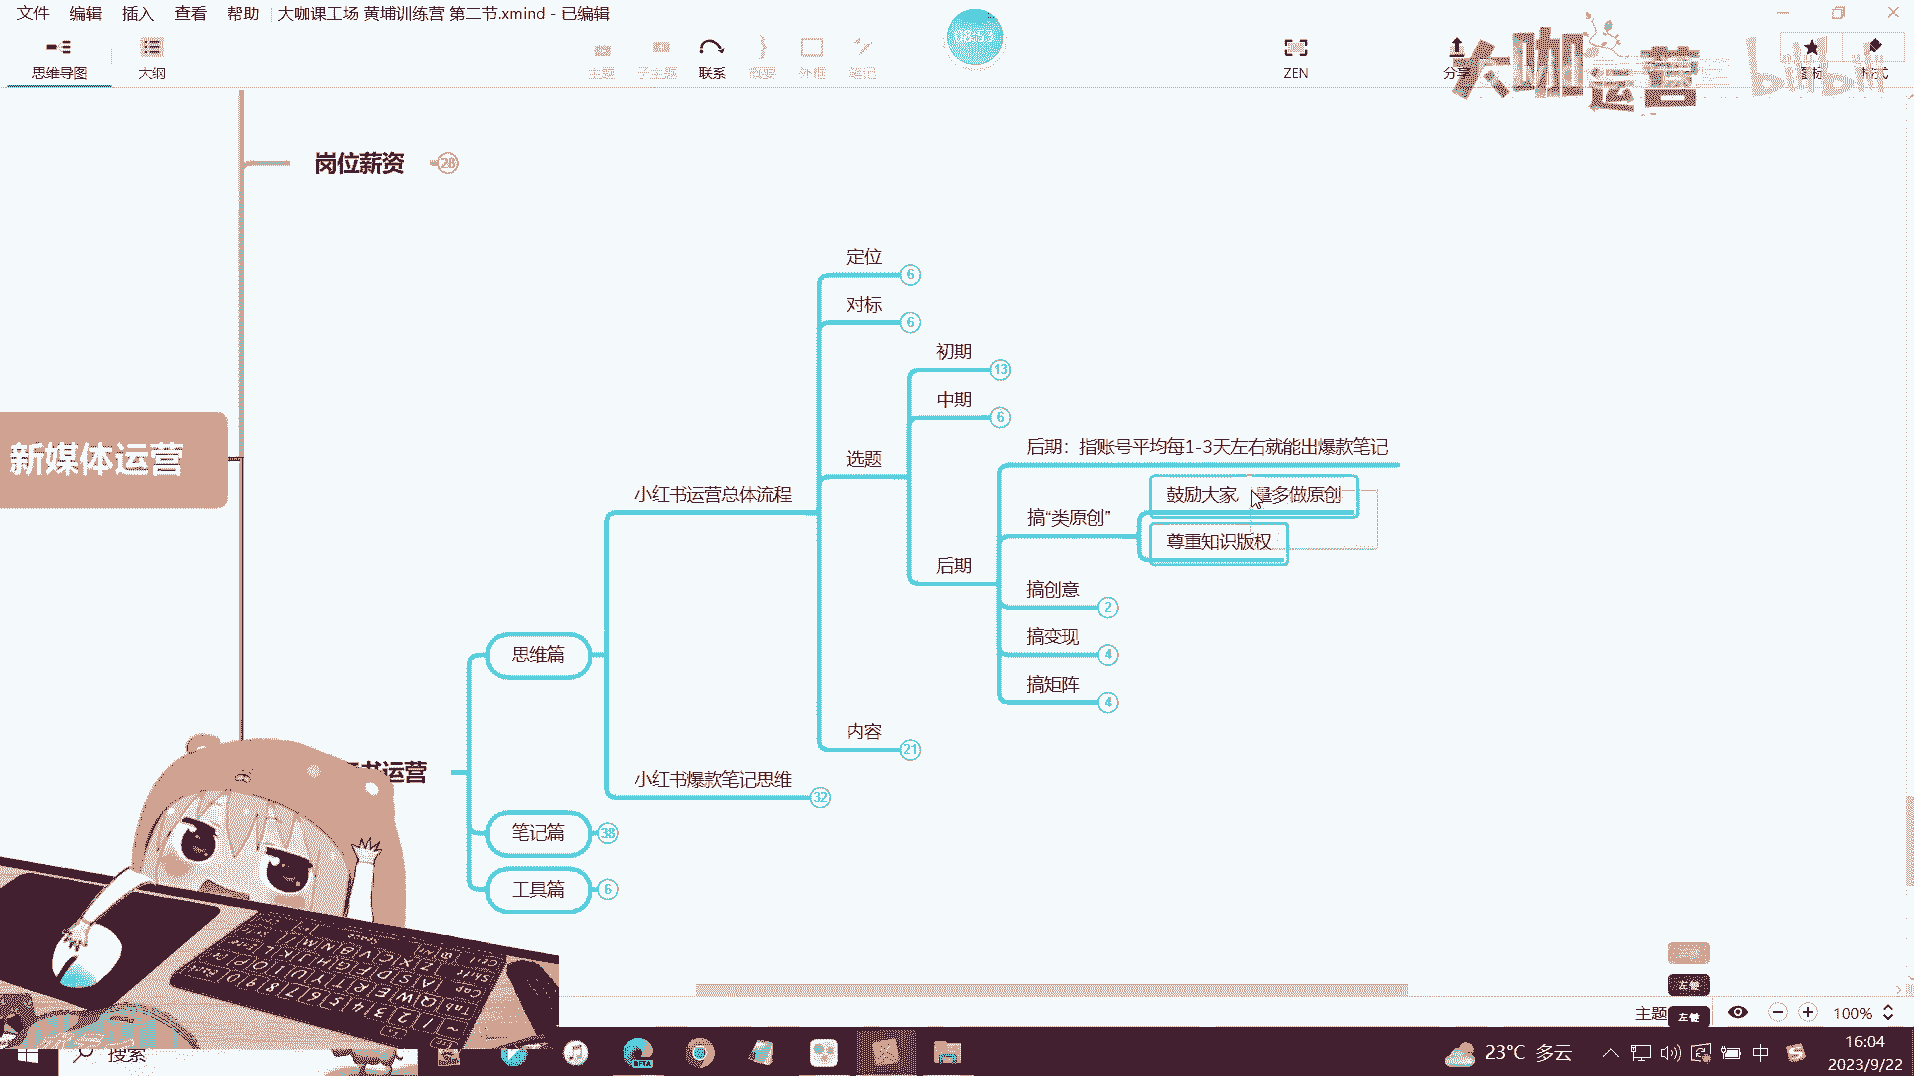 文件 编辑 插入 查看 帮助 大咖课工场 黄埔训练营 第二节.xmind - 已编辑
思维导图 大纲 主题 子主题 联系 概要 外框 笔记 08:53 ZEN 分享
大咖运营 bilibili
岗位薪资 28
定位 6
对标 6
初期 13
中期 6
后期：指账号平均每1-3天左右就能出爆款笔记
选题
新媒体运营
小红书运营总体流程
鼓励大家 量多做原创
搞“类原创”
尊重知识版权
后期
搞创意 2
搞变现 4
思维篇
搞矩阵 4
内容 21
书运营
小红书爆款笔记思维 32
笔记篇 38
工具篇 6
左键
主题 左键 100%
搜索
BETA
23°C 多云 中
16:04
2023/9/22